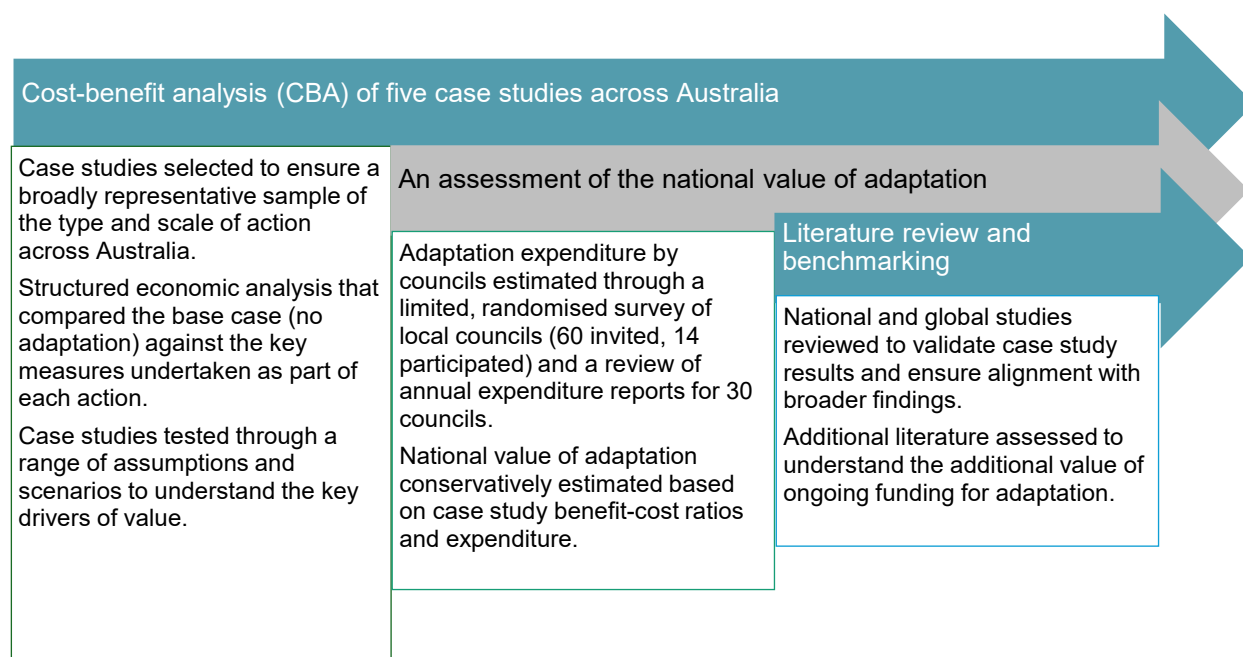 Cost-benefit analysis (CBA) of five case studies across Australia
Case studies selected to ensure a
broadly representative sample of
the type and scale of action
across Australia.
Structured economic analysis that
compared the base case (no
adaptation) against the key
measures undertaken as part of
each action.
Case studies tested through a
range of assumptions and
scenarios to understand the key
drivers of value.
An assessment of the national value of adaptation
Adaptation expenditure by
councils estimated through a
limited, randomised survey of
local councils (60 invited, 14
participated) and a review of
annual expenditure reports for 30
councils.
National value of adaptation
conservatively estimated based
on case study benefit-cost ratios
and expenditure.
Literature review and
benchmarking
National and global studies
reviewed to validate case study
results and ensure alignment with
broader findings.
Additional literature assessed to
understand the additional value of
ongoing funding for adaptation.